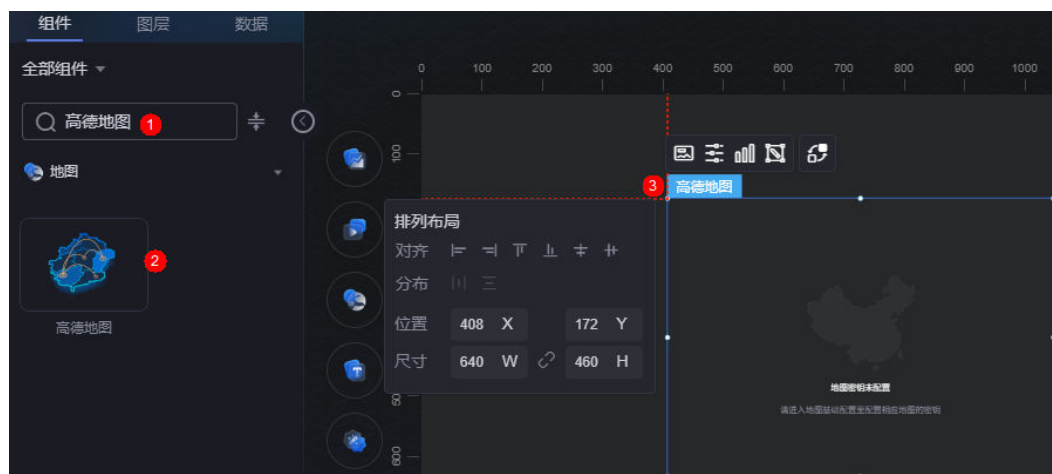 组件 图层 数据
全部组件
高德地图 1
地图
2
高德地图
0 100 200 300 400 500 600 700 800 900 1000
0
100
3 高德地图
排列布局
对齐
分布
位置 408 X 172 Y
尺寸 640 W 460 H
600
地图密钥未配置
请进入地图基础配置里配置相应地图的密钥